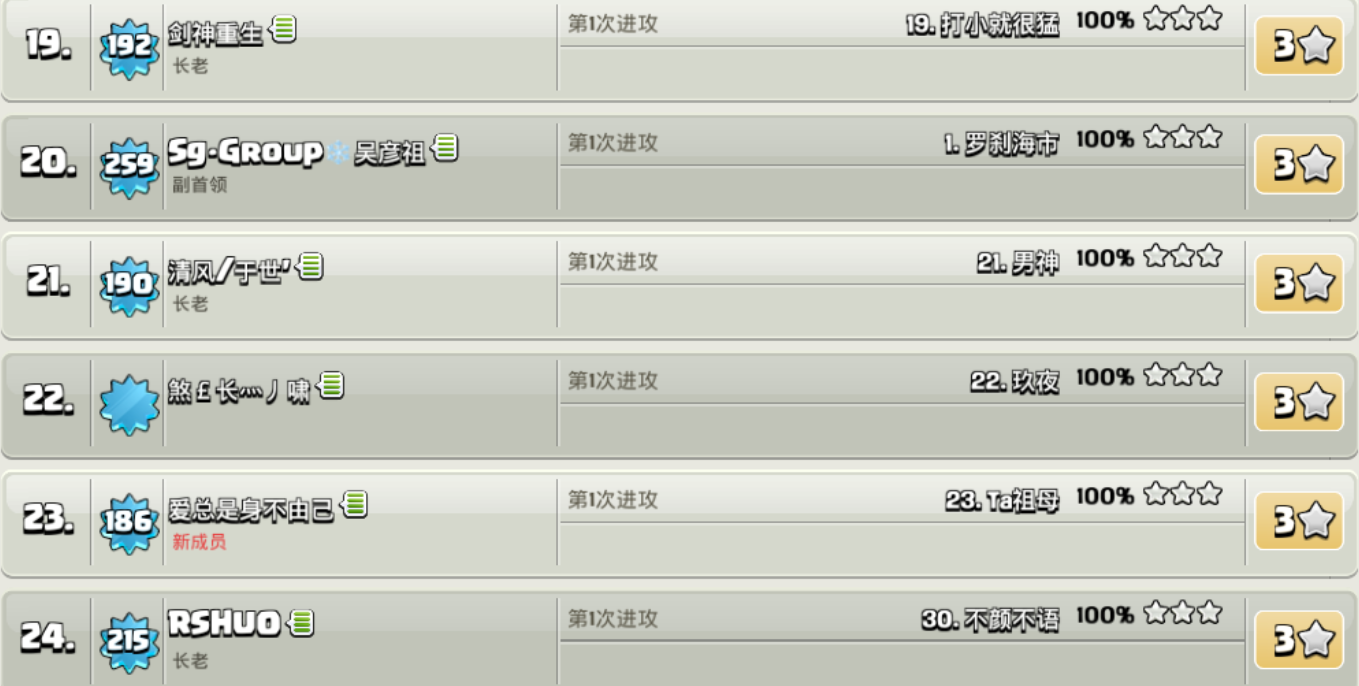 19. 192 剑神重生 第1次进攻 19. 打小就很猛 100% 3
长老
20. 259 Sg·Group❄吴彦祖 第1次进攻 1. 罗刹海市 100% 3
副首领
21. 190 清风/于世' 第1次进攻 21. 男神 100% 3
长老
22. 煞£长灬丿啸 第1次进攻 22. 玖夜 100% 3
23. 186 爱总是身不由己 第1次进攻 23. Ta祖母 100% 3
新成员
24. 215 RSHUO 第1次进攻 30. 不颜不语 100% 3
长老